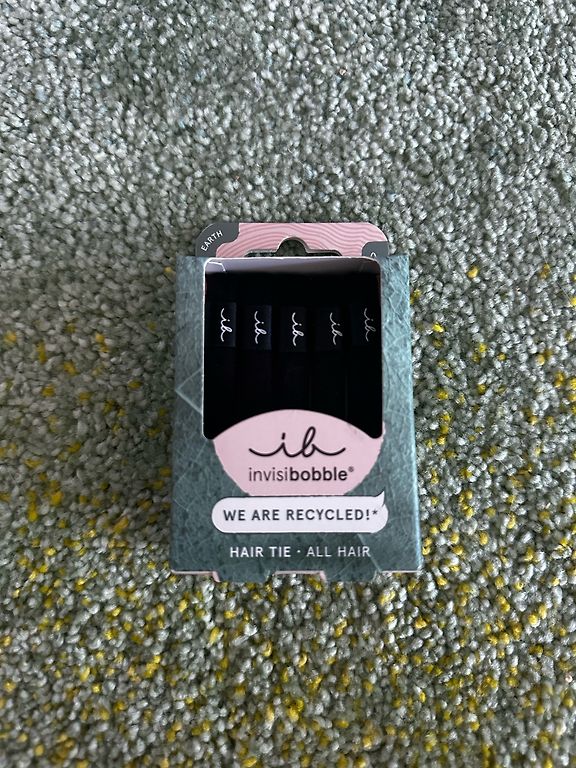 EARTH
ib ib ib ib ib
ib
invisibobble®
WE ARE RECYCLED!*
HAIR TIE · ALL HAIR